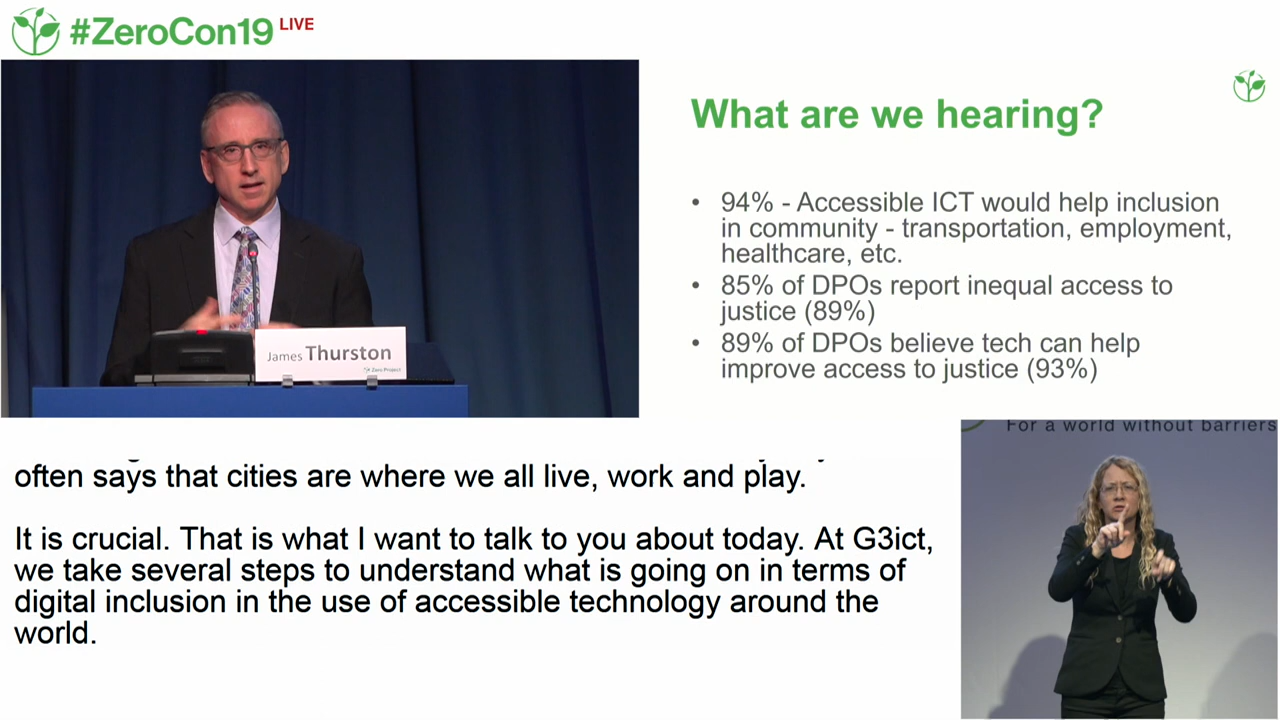 #ZeroCon19 LIVE
What are we hearing?
• 94% - Accessible ICT would help inclusion
in community - transportation, employment,
healthcare, etc.
• 85% of DPOs report inequal access to
justice (89%)
• 89% of DPOs believe tech can help
improve access to justice (93%)
James Thurston
Zero Project
often says that cities are where we all live, work and play.
It is crucial. That is what I want to talk to you about today. At G3ict,
we take several steps to understand what is going on in terms of
digital inclusion in the use of accessible technology around the
world.
For a world without barriers